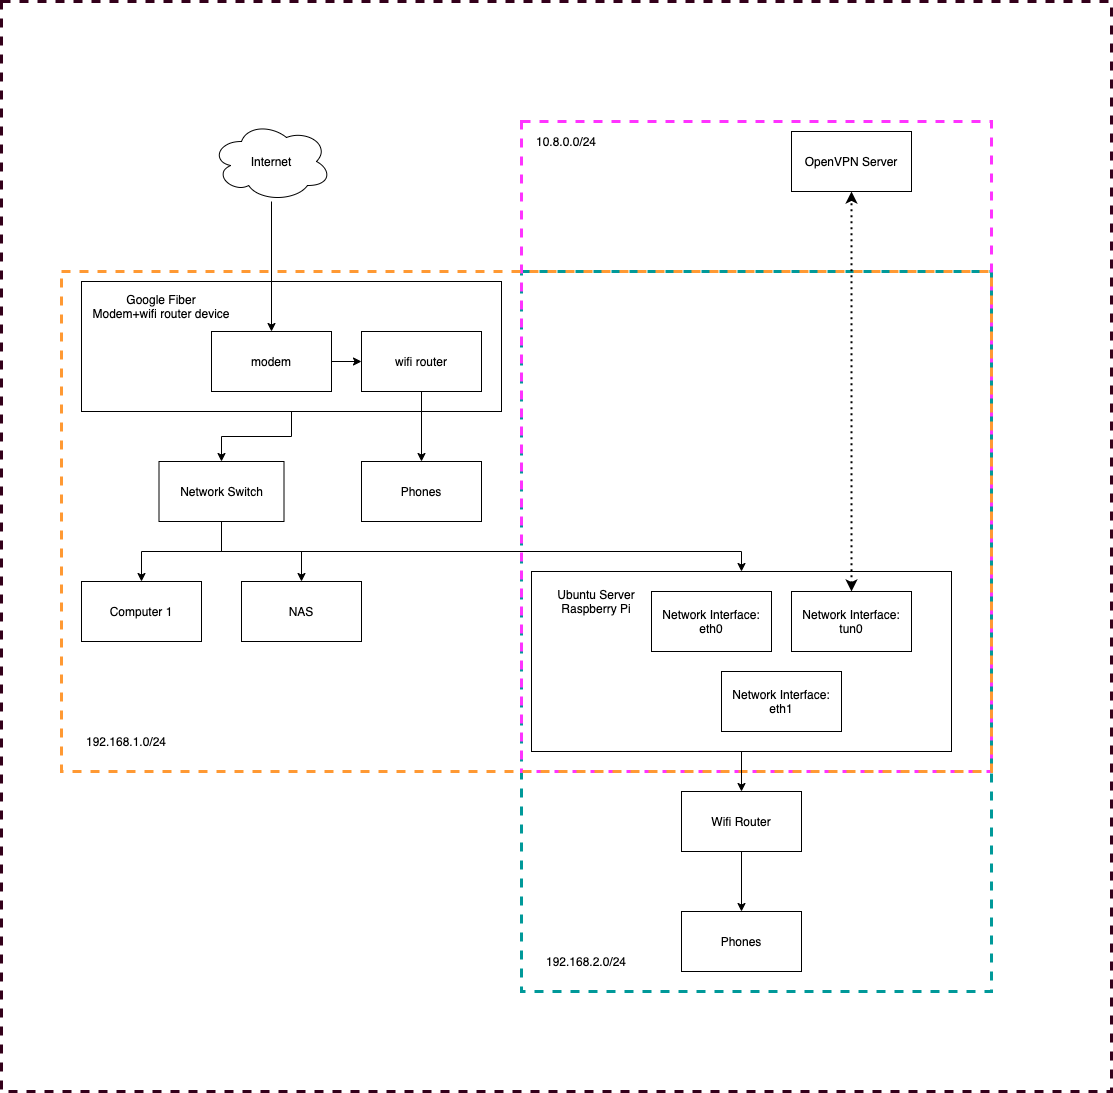 10.8.0.0/24
Internet
OpenVPN Server
Google Fiber
Modem+wifi router device
modem
wifi router
Network Switch
Phones
Computer 1
NAS
Ubuntu Server
Raspberry Pi
Network Interface:
eth0
Network Interface:
tun0
Network Interface:
eth1
192.168.1.0/24
Wifi Router
Phones
192.168.2.0/24